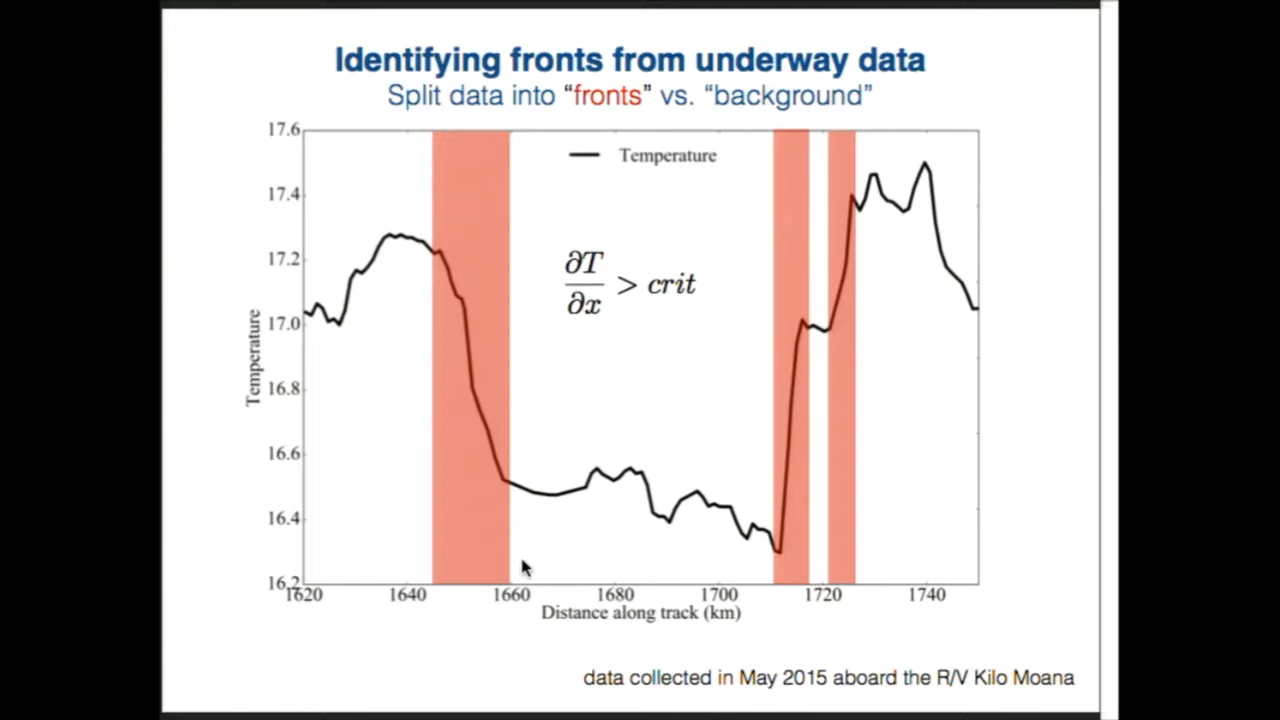 Identifying fronts from underway data
Split data into “fronts” vs. “background”
17.6
Temperature
17.4
17.2
∂T/∂x > crit
17.0
Temperature
16.8
16.6
16.4
16.2
1620 1640 1660 1680 1700 1720 1740
Distance along track (km)
data collected in May 2015 aboard the R/V Kilo Moana